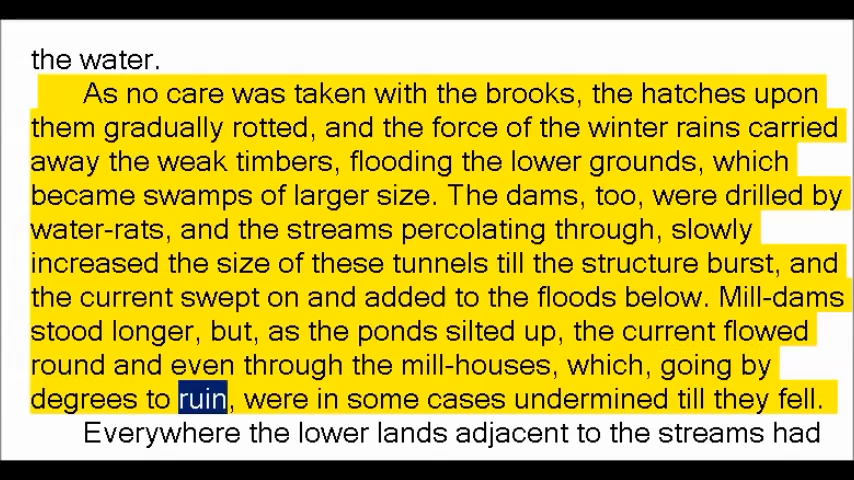 the water.
As no care was taken with the brooks, the hatches upon
them gradually rotted, and the force of the winter rains carried
away the weak timbers, flooding the lower grounds, which
became swamps of larger size. The dams, too, were drilled by
water-rats, and the streams percolating through, slowly
increased the size of these tunnels till the structure burst, and
the current swept on and added to the floods below. Mill-dams
stood longer, but, as the ponds silted up, the current flowed
round and even through the mill-houses, which, going by
degrees to ruin, were in some cases undermined till they fell.
Everywhere the lower lands adjacent to the streams had